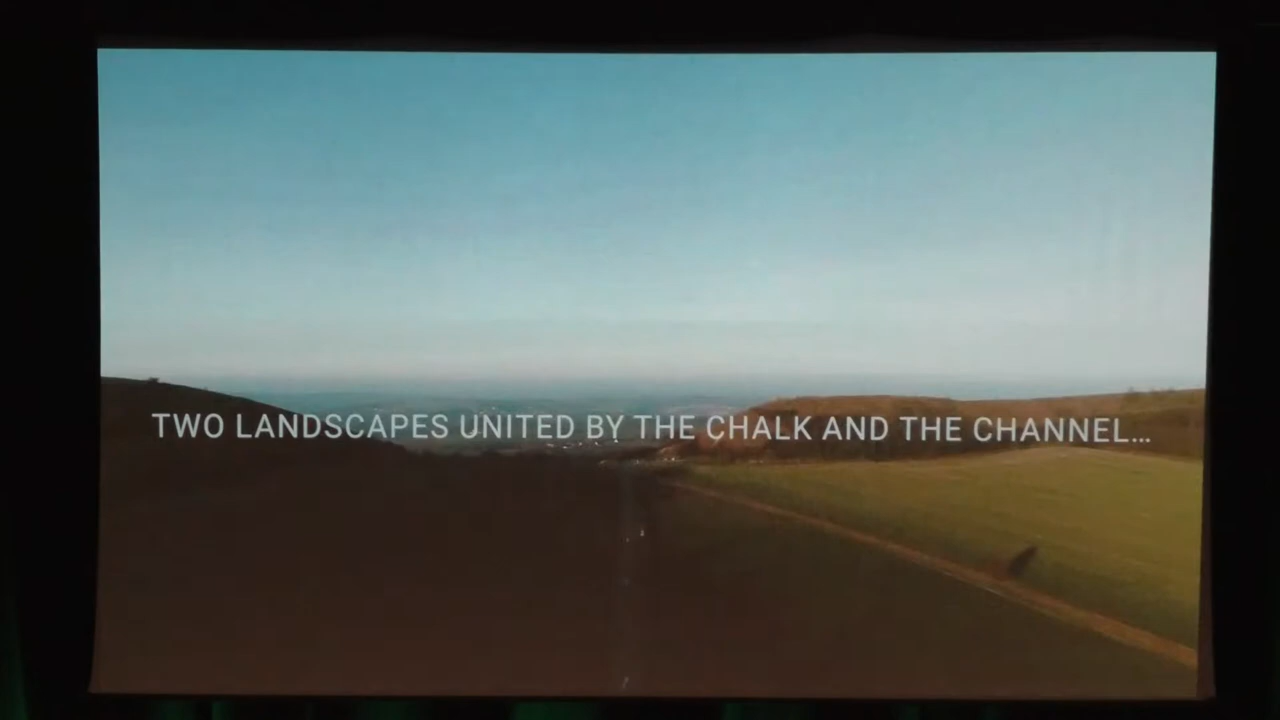 TWO LANDSCAPES UNITED BY THE CHALK AND THE CHANNEL...